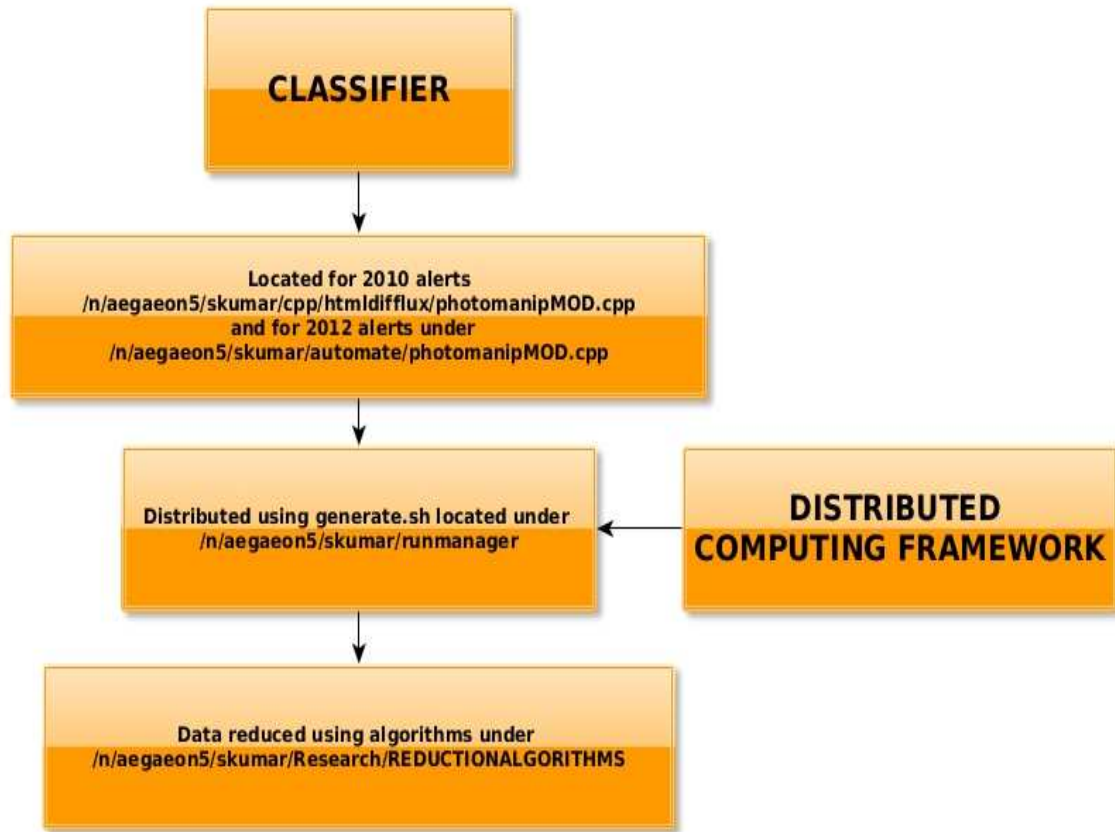 CLASSIFIER
Located for 2010 alerts
/n/aegaeon5/skumar/cpp/htmldifflux/photomanipMOD.cpp
and for 2012 alerts under
/n/aegaeon5/skumar/automate/photomanipMOD.cpp
Distributed using generate.sh located under
/n/aegaeon5/skumar/runmanager
DISTRIBUTED
COMPUTING FRAMEWORK
Data reduced using algorithms under
/n/aegaeon5/skumar/Research/REDUCTIONALGORITHMS